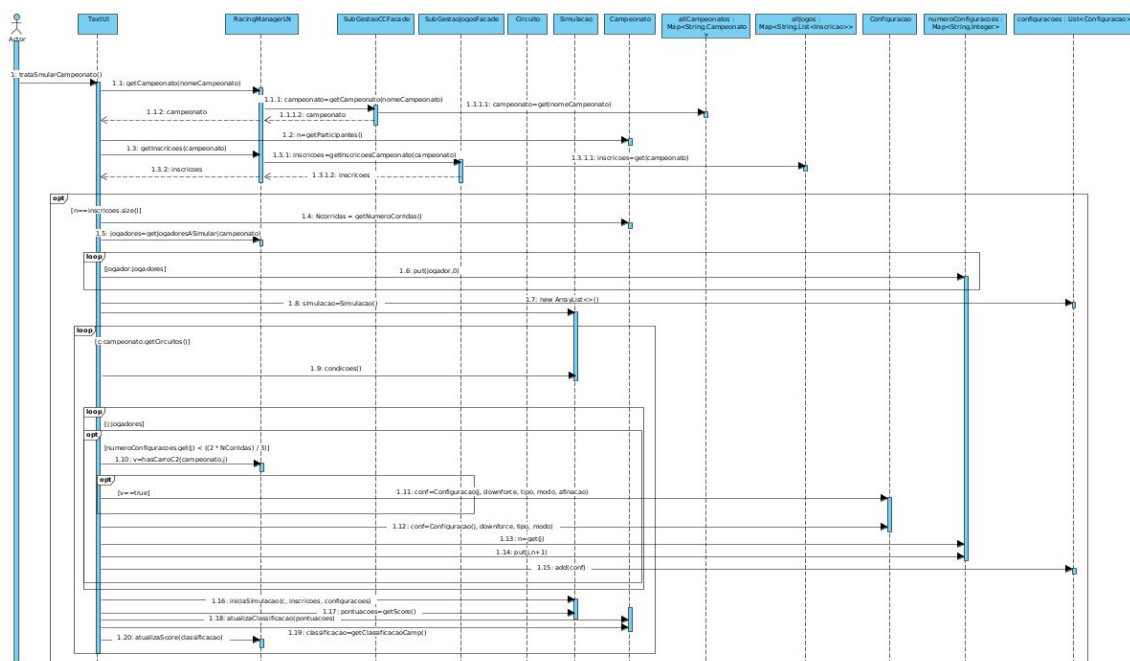 Actor
TextUI
RacingManagerLN
SubGestaoCCFacade
SubGestaoJogosFacade
Circuito
Simulacao
Campeonato
allCampeonatos :
Map<String,Campeonato
>
allJogos :
Map<String,List<Inscricao>>
Configuracao
numeroConfiguracoes :
Map<String,Integer>
configuracoes : List<Configuracao>
1: trataSmularCampeonato()
1.1: getCampeonato(nomeCampeonato)
1.1.1: campeonato=getCampeonato(nomeCampeonato)
1.1.1.1: campeonato=get(nomeCampeonato)
1.1.2: campeonato
1.1.1.2: campeonato
1.2: n=getParticipantes()
1.3: getInscricoes(campeonato)
1.3.1: inscricoes=getInscricoesCampeonato(campeonato)
1.3.1.1: inscricoes=get(campeonato)
1.3.2: inscricoes
1.3.1.2: inscricoes
opt
[n==inscricoes.size()]
1.4: Ncorridas = getNumeroCorridas()
1.5: jogadores=getJogadoresASimular(campeonato)
loop
[jogador:jogadores]
1.6: put(jogador,0)
1.7: new ArrayList<>()
1.8: simulacao=Simulacao()
loop
[c:campeonato.getCircuitos()]
1.9: condicoes()
loop
[j:jogadores]
opt
[numeroConfiguracoes.get(j) < ((2 * NCorridas) / 3)]
1.10: v=hasCarroC2(campeonato,j)
opt
[v==true]
1.11: conf=Configuracao(j, downforce, tipo, modo, afinacao)
1.12: conf=Configuracao(j, downforce, tipo, modo)
1.13: n=get(j)
1.14: put(j,n+1)
1.15: add(conf)
1.16: iniciaSimulacao(c, inscricoes, configuracoes)
1.17: pontuacoes=getScore()
1.18: atualizaClassificacao(pontuacoes)
1.19: classificacao=getClassificacaoCamp()
1.20: atualizaScore(classificacao)